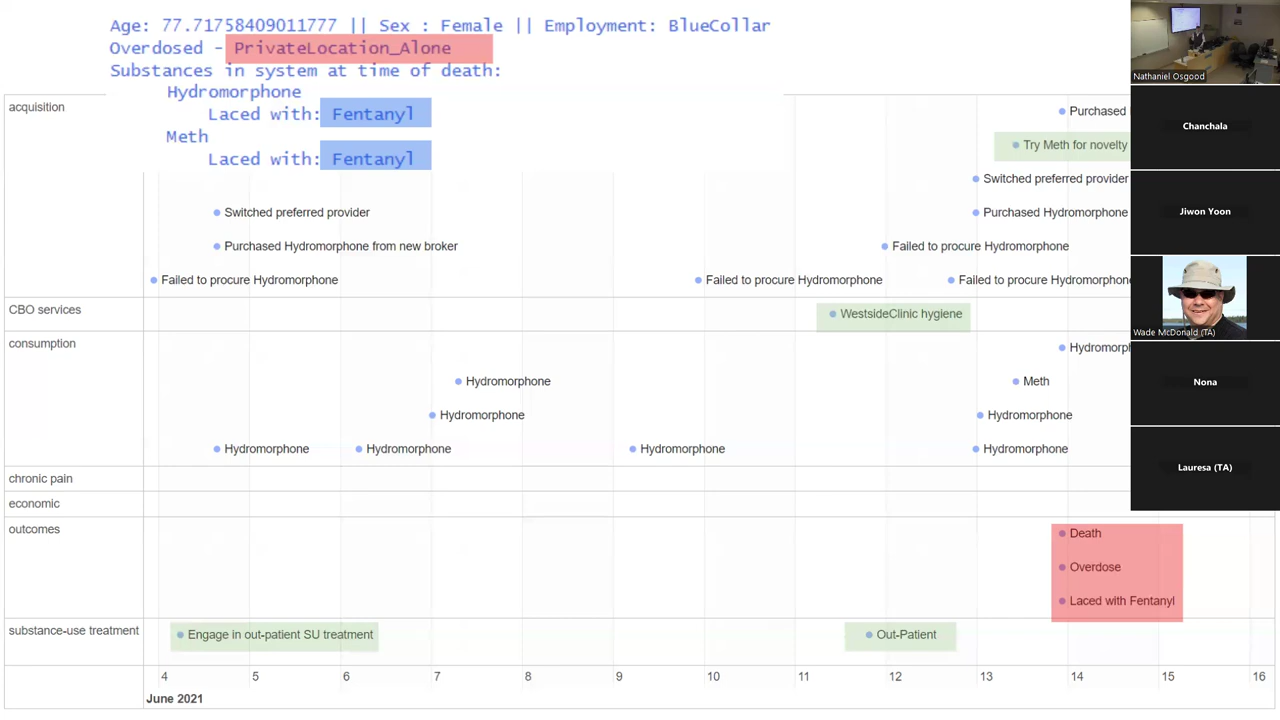 Age: 77.71758409011777 || Sex : Female || Employment: BlueCollar
Overdosed - PrivateLocation_Alone
Substances in system at time of death:
Hydromorphone
Laced with: Fentanyl
Meth
Laced with: Fentanyl
acquisition
Purchased
Try Meth for novelty
Switched preferred provider
Switched preferred provider
Purchased Hydromorphone
Purchased Hydromorphone from new broker
Failed to procure Hydromorphone
Failed to procure Hydromorphone
Failed to procure Hydromorphone
Failed to procure Hydromorphone
CBO services
WestsideClinic hygiene
consumption
Hydromorp
Hydromorphone
Meth
Hydromorphone
Hydromorphone
Hydromorphone
Hydromorphone
Hydromorphone
Hydromorphone
chronic pain
economic
outcomes
Death
Overdose
Laced with Fentanyl
substance-use treatment
Engage in out-patient SU treatment
Out-Patient
4 5 6 7 8 9 10 11 12 13 14 15 16
June 2021
Nathaniel Osgood
Chanchala
Jiwon Yoon
Wade McDonald (TA)
Nona
Lauresa (TA)